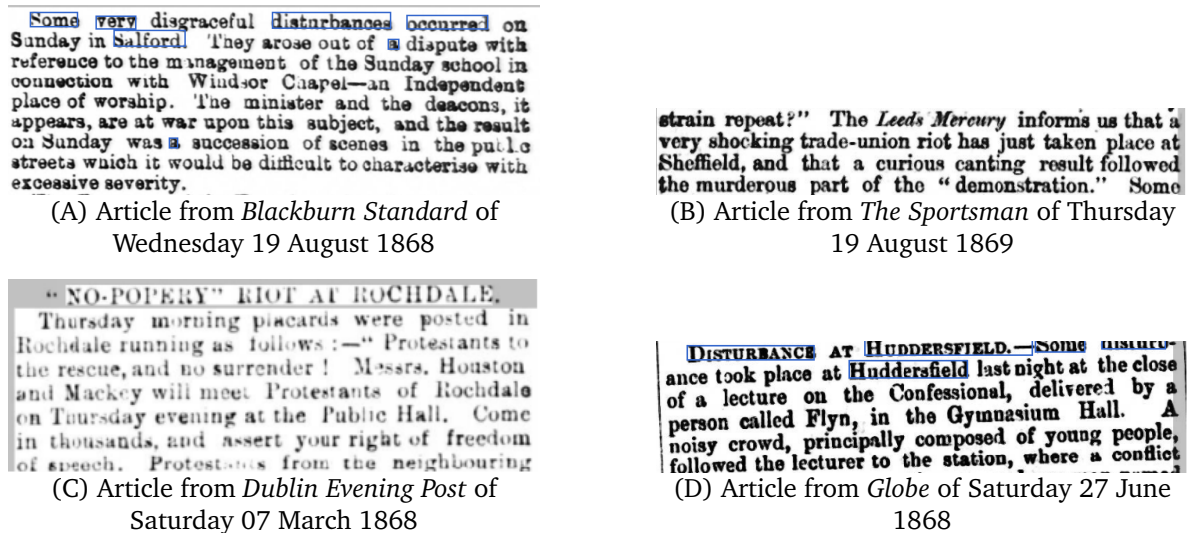 Some very disgraceful disturbances occurred on
Sunday in Salford. They arose out of a dispute with
reference to the management of the Sunday school in
connection with Windsor Chapel—an Independent
place of worship. The minister and the deacons, it
appears, are at war upon this subject, and the result
on Sunday was a succession of scenes in the public
streets which it would be difficult to characterise with
excessive severity.
(A) Article from Blackburn Standard of
Wednesday 19 August 1868
strain repeat?" The Leeds Mercury informs us that a
very shocking trade-union riot has just taken place at
Sheffield, and that a curious canting result followed
the murderous part of the "demonstration." Some
(B) Article from The Sportsman of Thursday
19 August 1869
"NO-POPERY" RIOT AT ROCHDALE.
Thursday morning placards were posted in
Rochdale running as follows :—" Protestants to
the rescue, and no surrender ! Messrs. Houston
and Mackey will meet Protestants of Rochdale
on Thursday evening at the Public Hall. Come
in thousands, and assert your right of freedom
of speech. Protestants from the neighbouring
(C) Article from Dublin Evening Post of
Saturday 07 March 1868
DISTURBANCE AT HUDDERSFIELD.—Some disturb-
ance took place at Huddersfield last night at the close
of a lecture on the Confessional, delivered by a
person called Flyn, in the Gymnasium Hall. A
noisy crowd, principally composed of young people,
followed the lecturer to the station, where a conflict
(D) Article from Globe of Saturday 27 June
1868